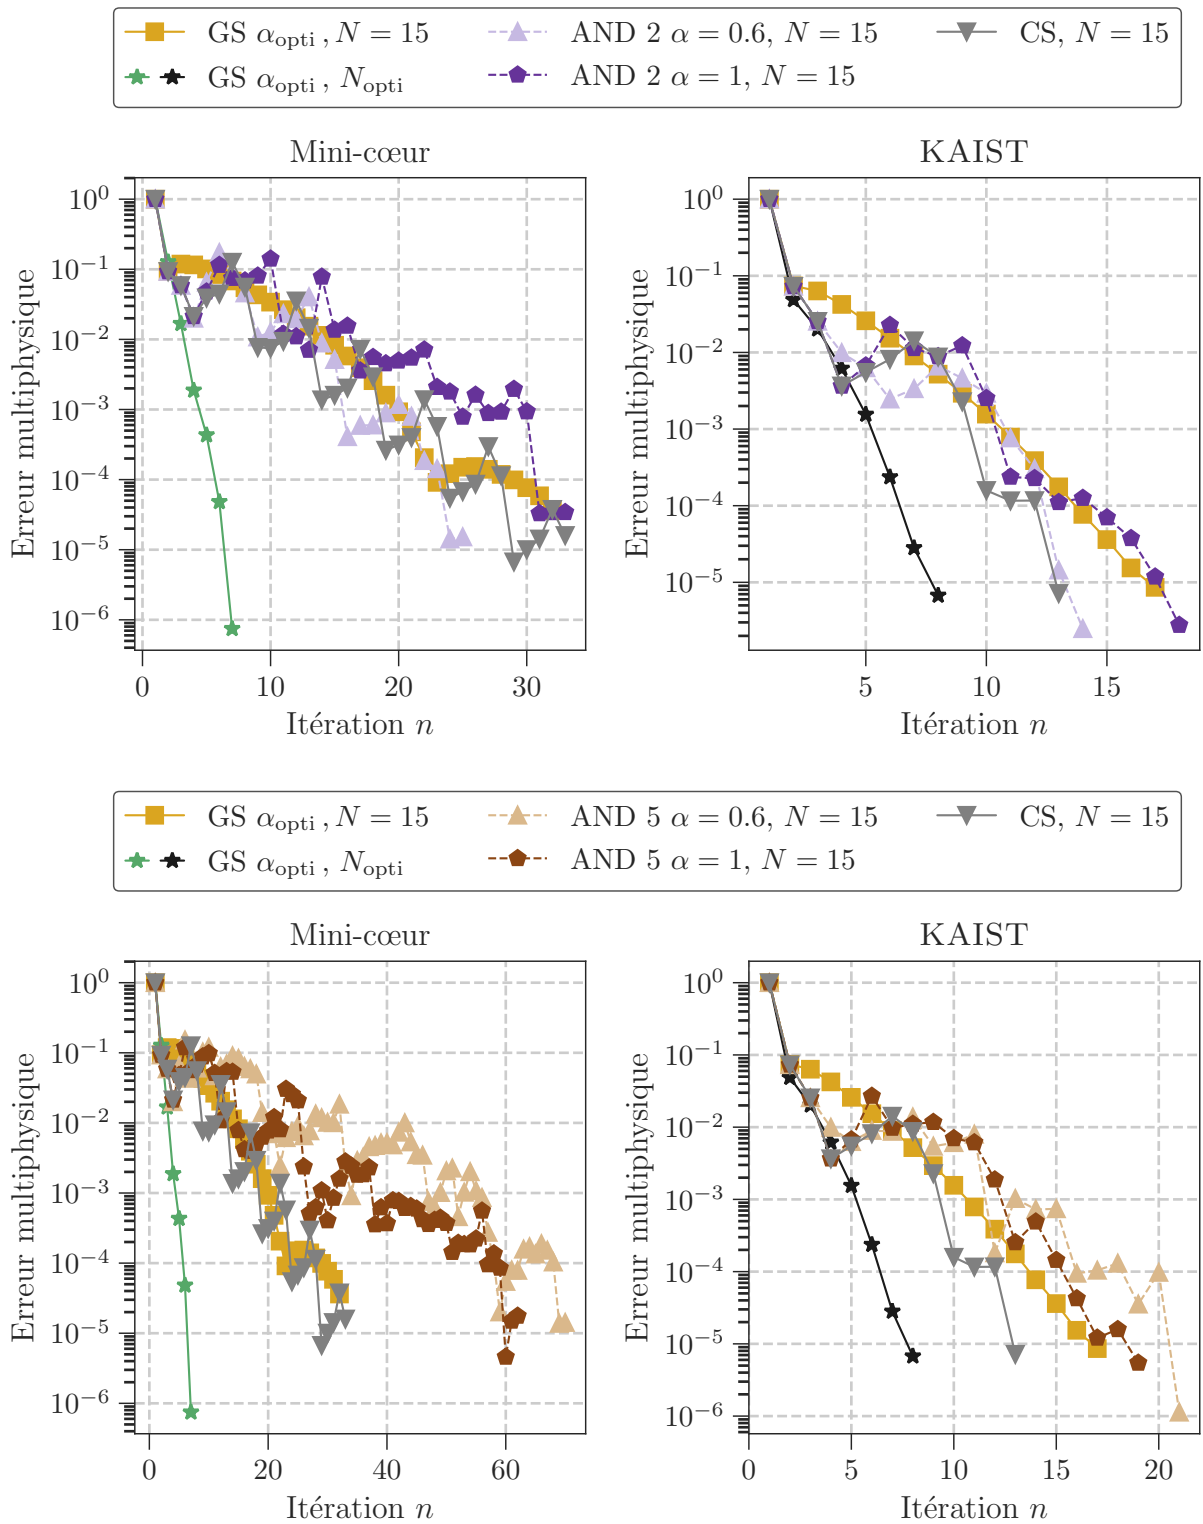 GS α_opti, N = 15
AND 2 α = 0.6, N = 15
CS, N = 15
GS α_opti, N_opti
AND 2 α = 1, N = 15
Mini-cœur
KAIST
Erreur multiphysique
10^0
10^-1
10^-2
10^-3
10^-4
10^-5
10^-6
0 10 20 30
Itération n
Erreur multiphysique
10^0
10^-1
10^-2
10^-3
10^-4
10^-5
5 10 15
Itération n
GS α_opti, N = 15
AND 5 α = 0.6, N = 15
CS, N = 15
GS α_opti, N_opti
AND 5 α = 1, N = 15
Mini-cœur
KAIST
Erreur multiphysique
10^0
10^-1
10^-2
10^-3
10^-4
10^-5
10^-6
0 20 40 60
Itération n
Erreur multiphysique
10^0
10^-1
10^-2
10^-3
10^-4
10^-5
10^-6
0 5 10 15 20
Itération n